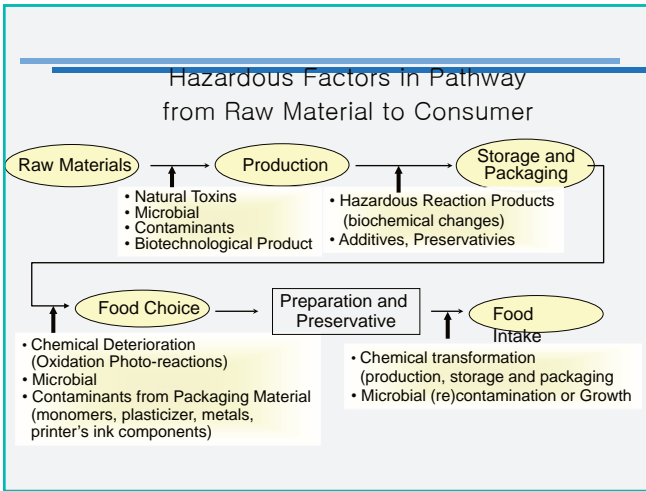 Hazardous Factors in Pathway
from Raw Material to Consumer
Raw Materials
Production
Storage and
Packaging
• Natural Toxins
• Microbial
• Contaminants
• Biotechnological Product
• Hazardous Reaction Products
(biochemical changes)
• Additives, Preservativies
Food Choice
Preparation and
Preservative
Food
Intake
• Chemical Deterioration
(Oxidation Photo-reactions)
• Microbial
• Contaminants from Packaging Material
(monomers, plasticizer, metals,
printer's ink components)
• Chemical transformation
(production, storage and packaging
• Microbial (re)contamination or Growth